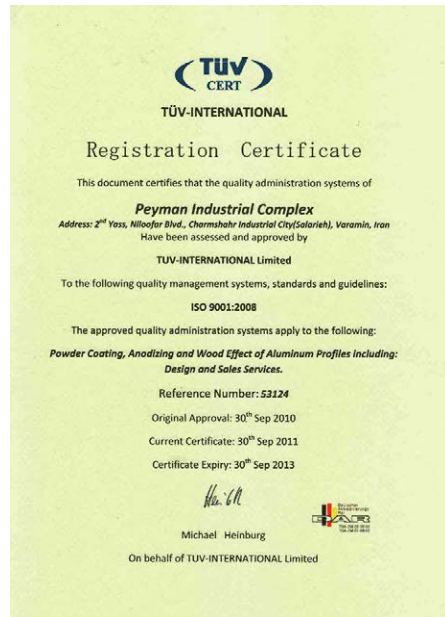 TÜV
CERT
TÜV-INTERNATIONAL
Registration Certificate
This document certifies that the quality administration systems of
Peyman Industrial Complex
Address: 2nd Yass, Niloofar Blvd., Charmshahr Industrial City(Salarieh), Varamin, Iran
Have been assessed and approved by
TUV-INTERNATIONAL Limited
To the following quality management systems, standards and guidelines:
ISO 9001:2008
The approved quality administration systems apply to the following:
Powder Coating, Anodizing and Wood Effect of Aluminum Profiles including:
Design and Sales Services.
Reference Number: 53124
Original Approval: 30th Sep 2010
Current Certificate: 30th Sep 2011
Certificate Expiry: 30th Sep 2013
DAR
Michael Heinburg
On behalf of TUV-INTERNATIONAL Limited